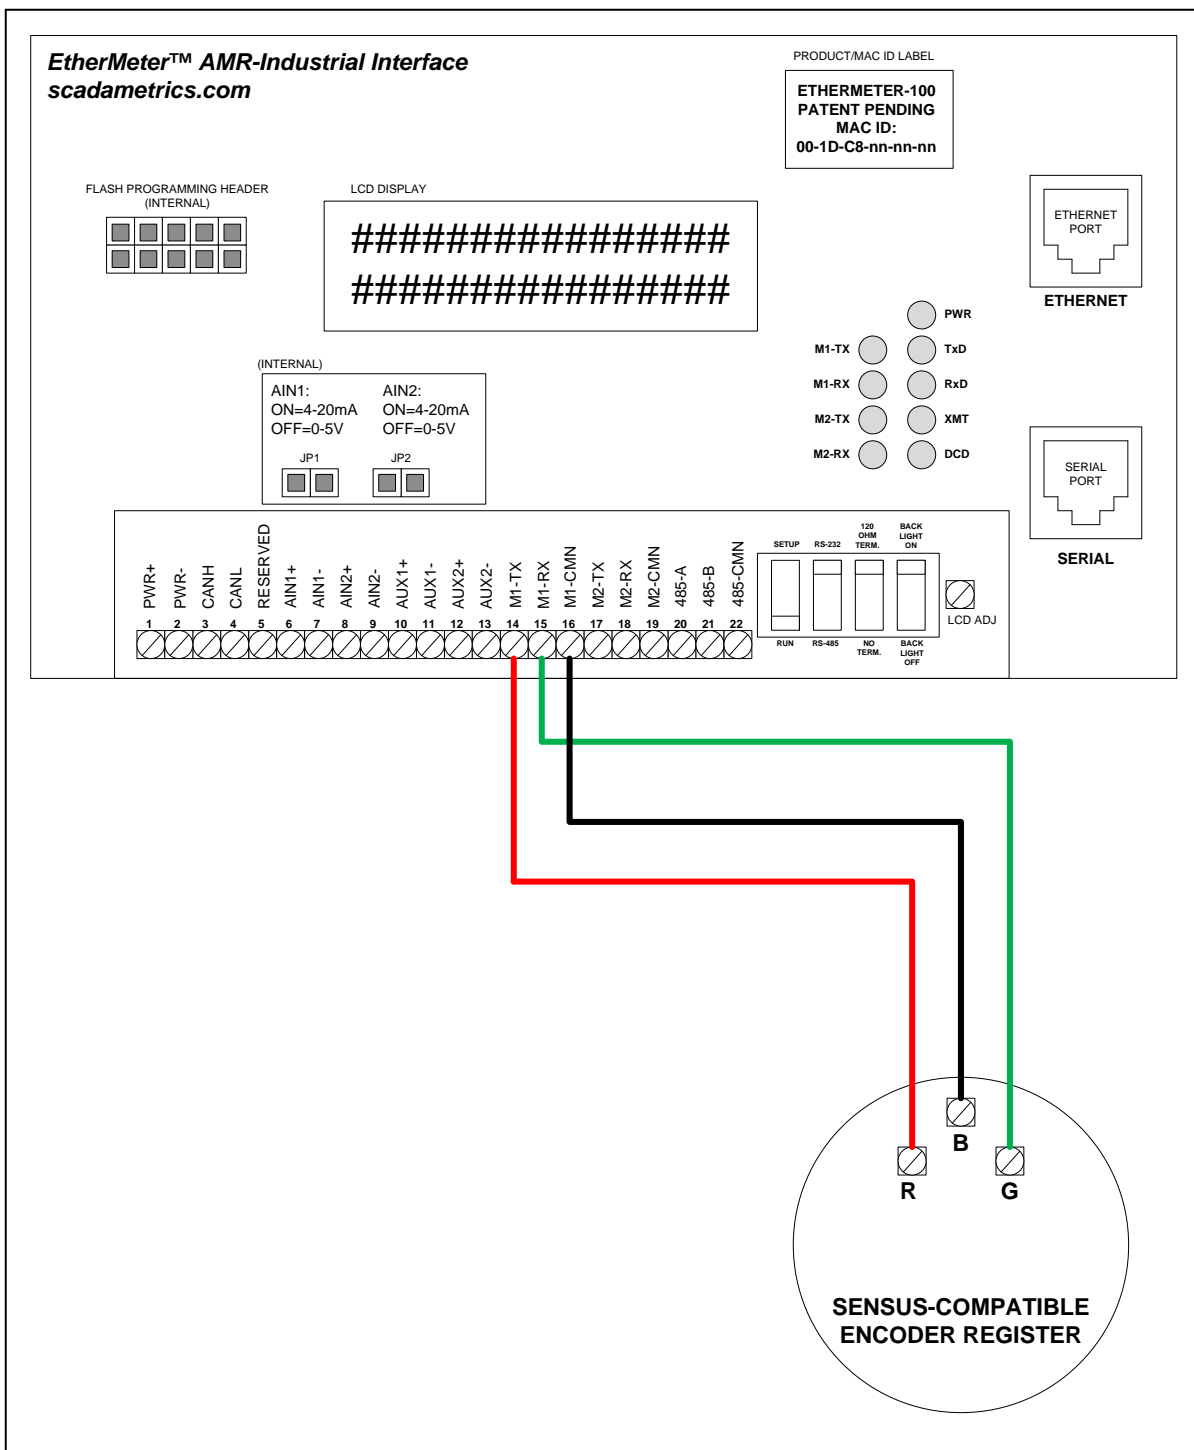 EtherMeter™ AMR-Industrial Interface
scadametrics.com
PRODUCT/MAC ID LABEL
ETHERMETER-100
PATENT PENDING
MAC ID:
00-1D-C8-nn-nn-nn
FLASH PROGRAMMING HEADER
(INTERNAL)
LCD DISPLAY
################
################
ETHERNET
PORT
ETHERNET
PWR
M1-TX TxD
M1-RX RxD
M2-TX XMT
M2-RX DCD
(INTERNAL)
AIN1: AIN2:
ON=4-20mA ON=4-20mA
OFF=0-5V OFF=0-5V
JP1 JP2
SERIAL
PORT
SERIAL
PWR+
PWR-
CANH
CANL
RESERVED
AIN1+
AIN1-
AIN2+
AIN2-
AUX1+
AUX1-
AUX2+
AUX2-
M1-TX
M1-RX
M1-CMN
M2-TX
M2-RX
M2-CMN
485-A
485-B
485-CMN
1 2 3 4 5 6 7 8 9 10 11 12 13 14 15 16 17 18 19 20 21 22
SETUP
RS-232
120
OHM
TERM.
BACK
LIGHT
ON
RUN
RS-485
NO
TERM.
BACK
LIGHT
OFF
LCD ADJ
B
R G
SENSUS-COMPATIBLE
ENCODER REGISTER